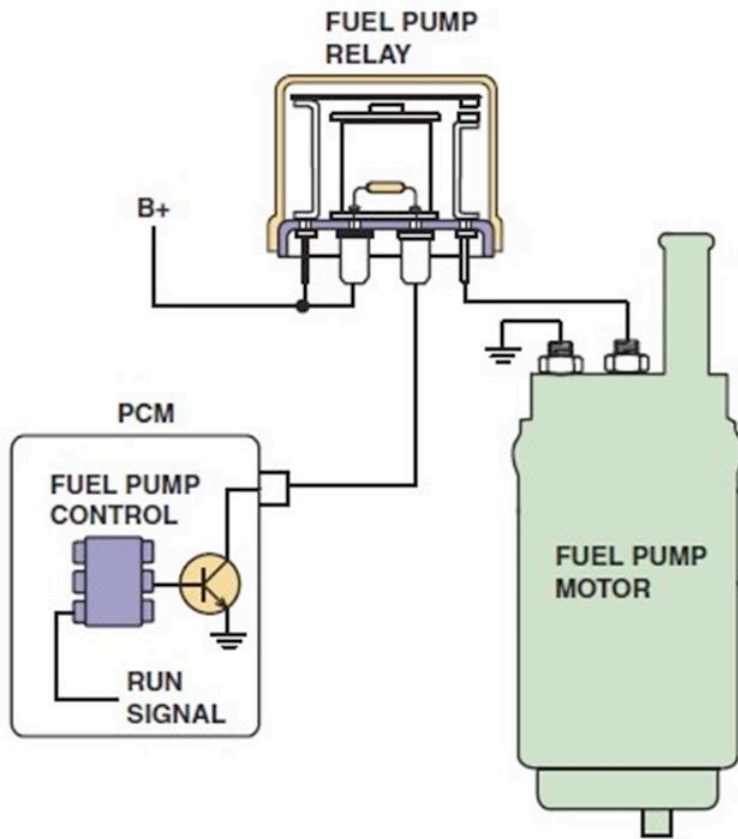 FUEL PUMP
RELAY
B+
PCM
FUEL PUMP
CONTROL
RUN
SIGNAL
FUEL PUMP
MOTOR